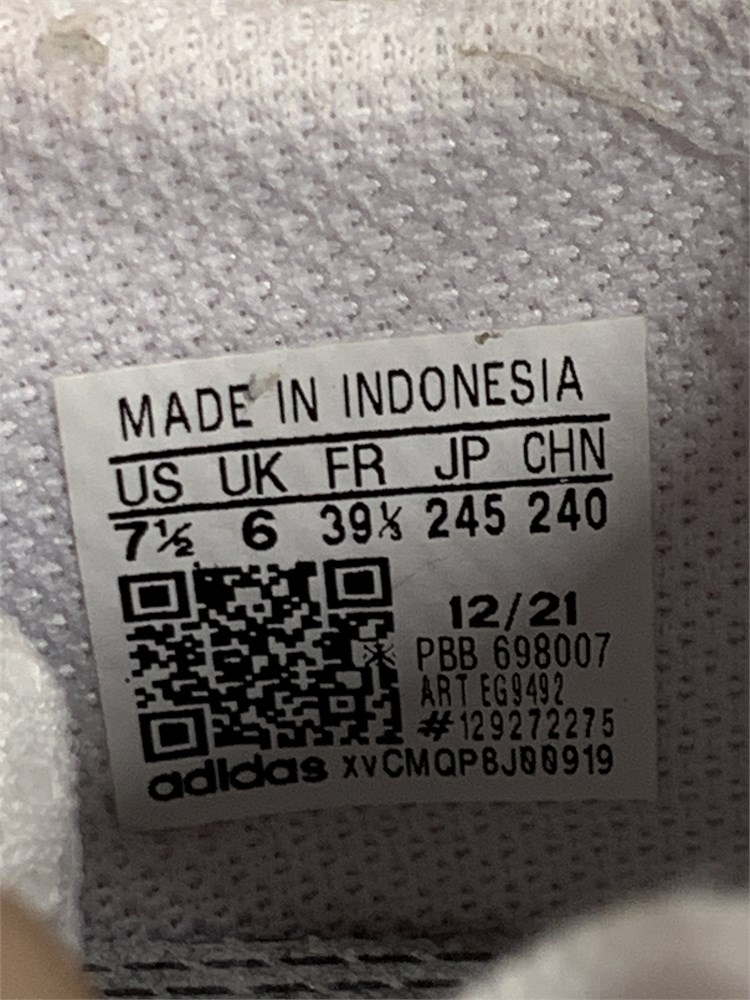 MADE IN INDONESIA
US UK FR JP CHN
7½ 6 39⅓ 245 240
12/21
PBB 698007
ART EG9492
#129272275
adidas XVCMQP8J00919